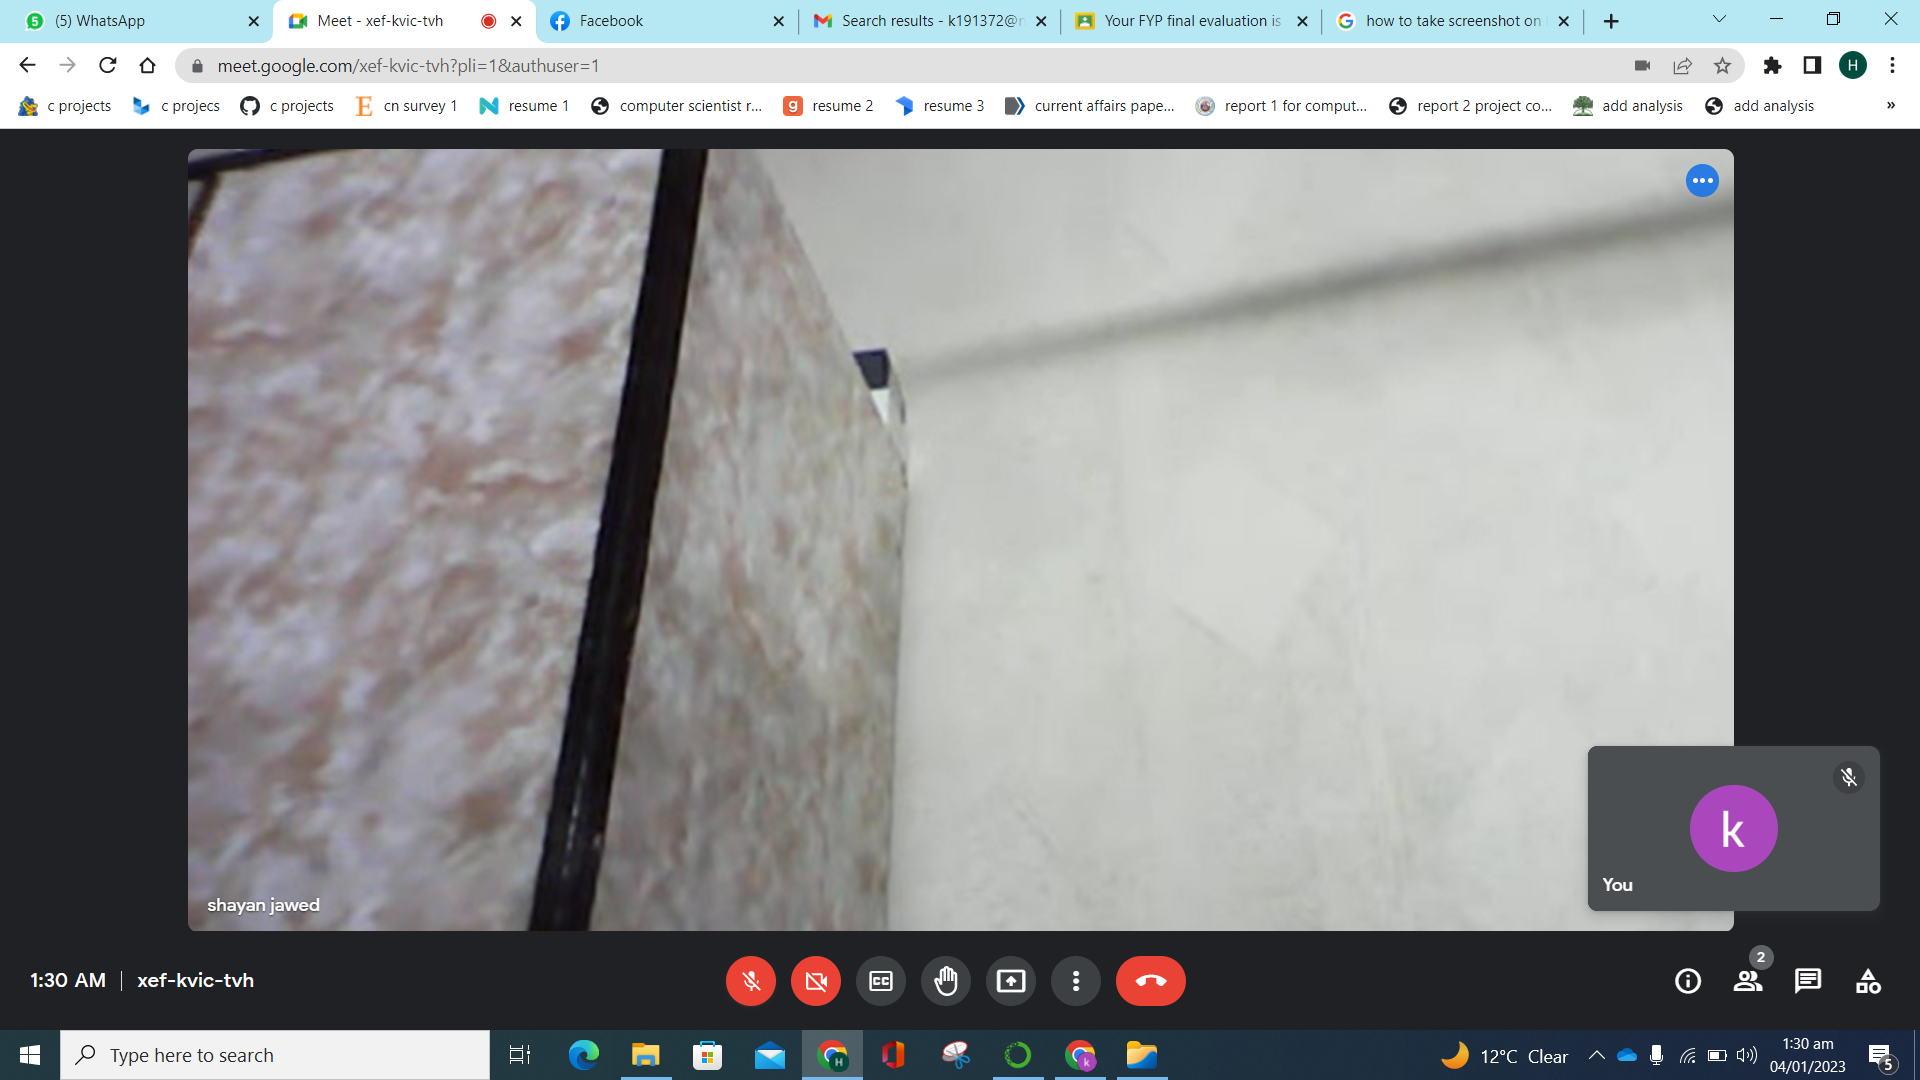 (5) WhatsApp
Meet - xef-kvic-tvh
Facebook
Search results - k191372@n
Your FYP final evaluation is
how to take screenshot on
meet.google.com/xef-kvic-tvh?pli=1&authuser=1
H
c projects
c projecs
c projects
cn survey 1
resume 1
computer scientist r...
resume 2
resume 3
current affairs pape...
report 1 for comput...
report 2 project co...
add analysis
add analysis
»
k
You
shayan jawed
1:30 AM
xef-kvic-tvh
CC
2
Type here to search
12°C Clear
1:30 am
04/01/2023
5